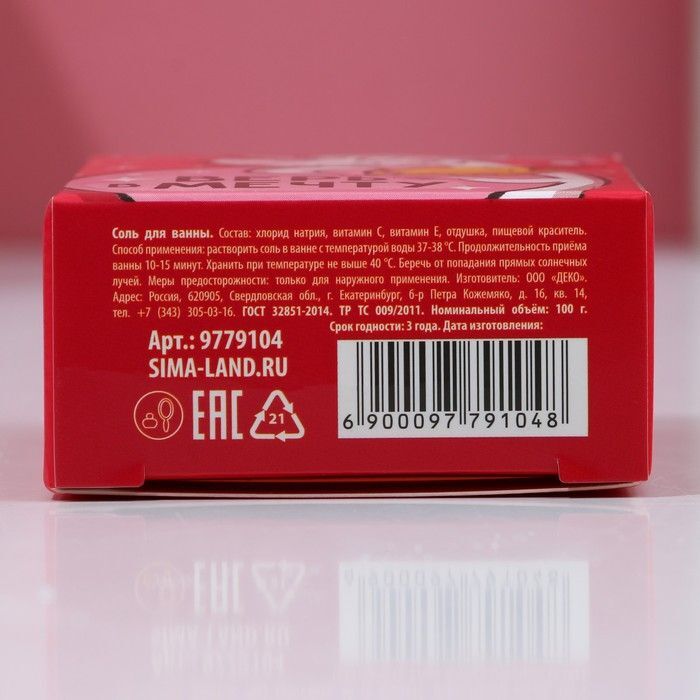 В МЕЧТУ
Соль для ванны. Состав: хлорид натрия, витамин С, витамин Е, отдушка, пищевой краситель.
Способ применения: растворить соль в ванне с температурой воды 37-38 °С. Продолжительность приёма
ванны 10-15 минут. Хранить при температуре не выше 40 °С. Беречь от попадания прямых солнечных
лучей. Меры предосторожности: только для наружного применения. Изготовитель: ООО «ДЕКО».
Адрес: Россия, 620905, Свердловская обл., г. Екатеринбург, б-р Петра Кожемяко, д. 16, кв. 14,
тел. +7 (343) 305-03-16. ГОСТ 32851-2014. ТР ТС 009/2011. Номинальный объём: 100 г.
Срок годности: 3 года. Дата изготовления:
Арт.: 9779104
SIMA-LAND.RU
EAC 21
6 900097 791048